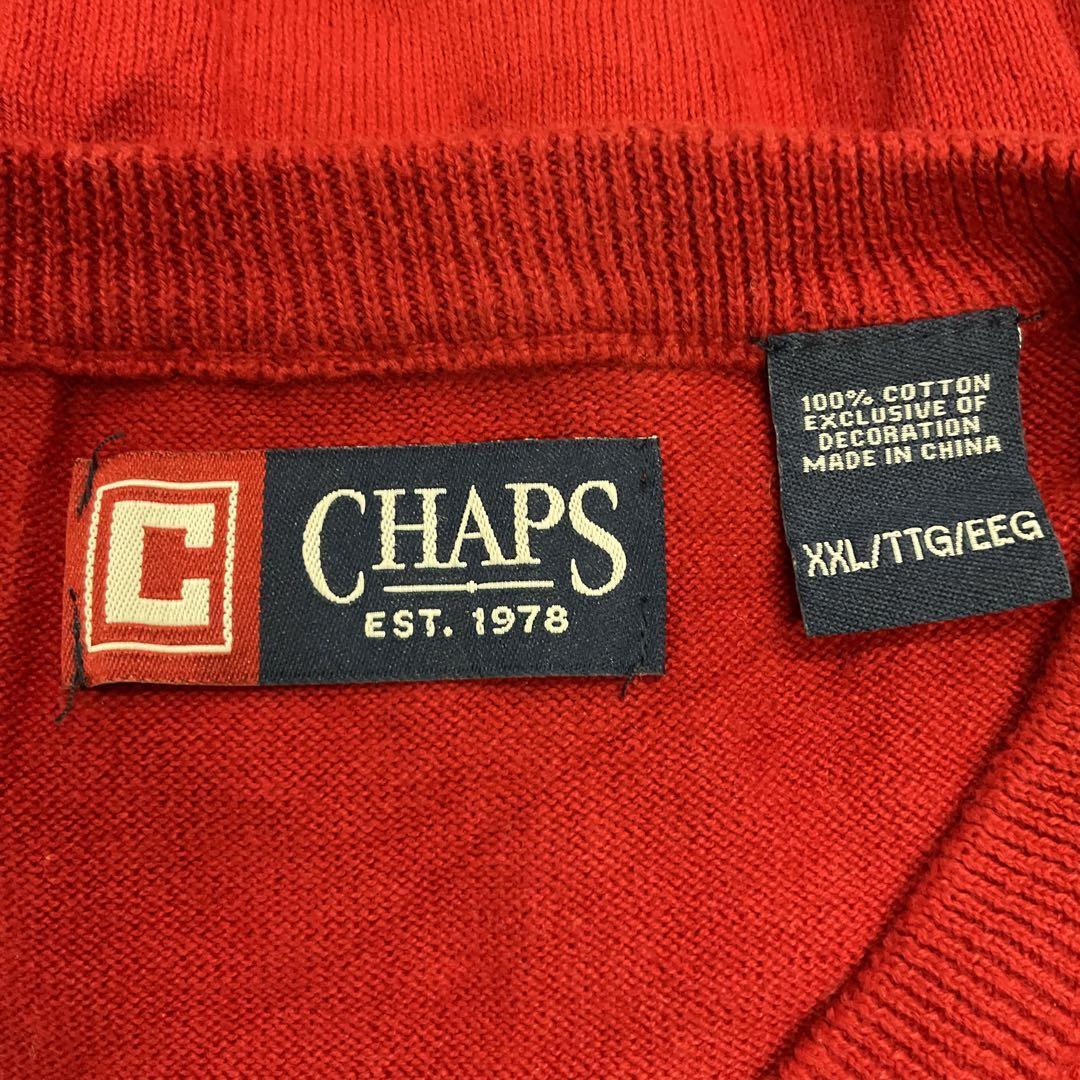 C
CHAPS
EST. 1978
100% COTTON
EXCLUSIVE OF
DECORATION
MADE IN CHINA
XXL/TTG/EEG